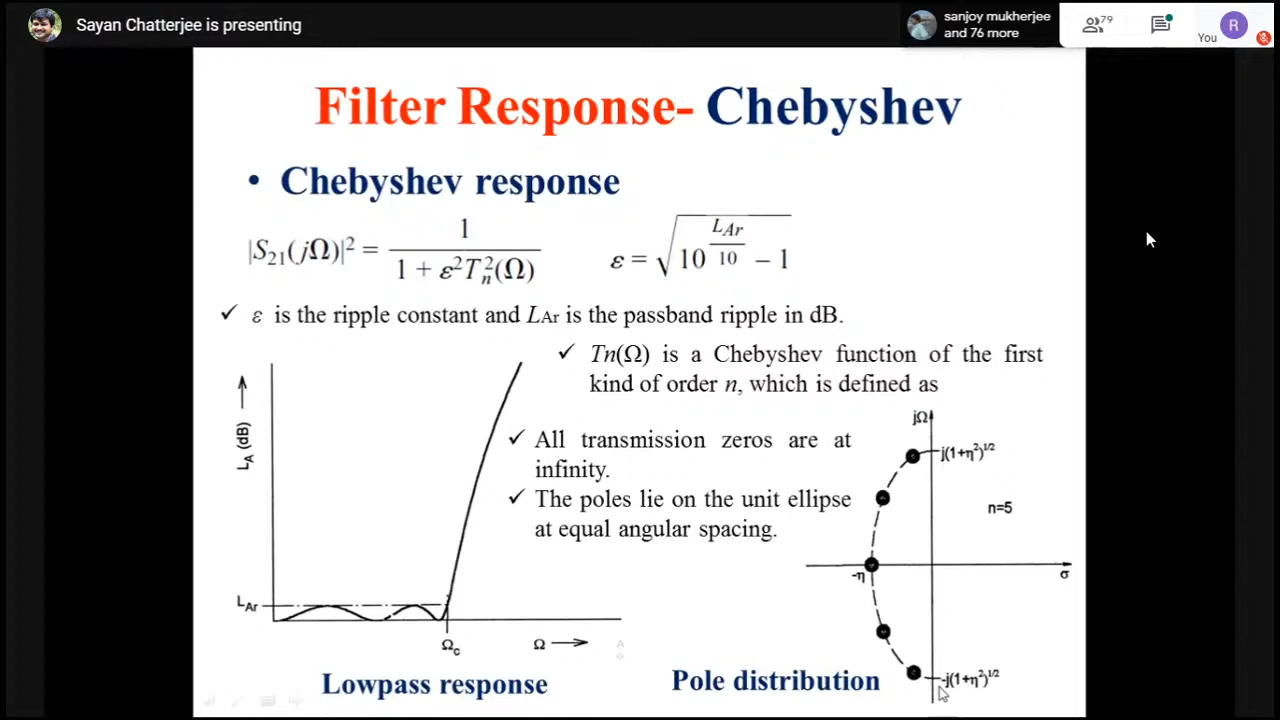 Sayan Chatterjee is presenting
sanjoy mukherjee
and 76 more
79
You
R
Filter Response- Chebyshev
• Chebyshev response
|S21(jΩ)|² = 1 / (1 + ε²Tn²(Ω))
ε = √(10^(LAr/10) − 1)
✓ ε is the ripple constant and LAr is the passband ripple in dB.
✓ Tn(Ω) is a Chebyshev function of the first
kind of order n, which is defined as
✓ All transmission zeros are at
infinity.
✓ The poles lie on the unit ellipse
at equal angular spacing.
LA (dB)
LAr
Ωc
Ω
Lowpass response
jΩ
j(1+η²)^1/2
n=5
-η
σ
-j(1+η²)^1/2
Pole distribution